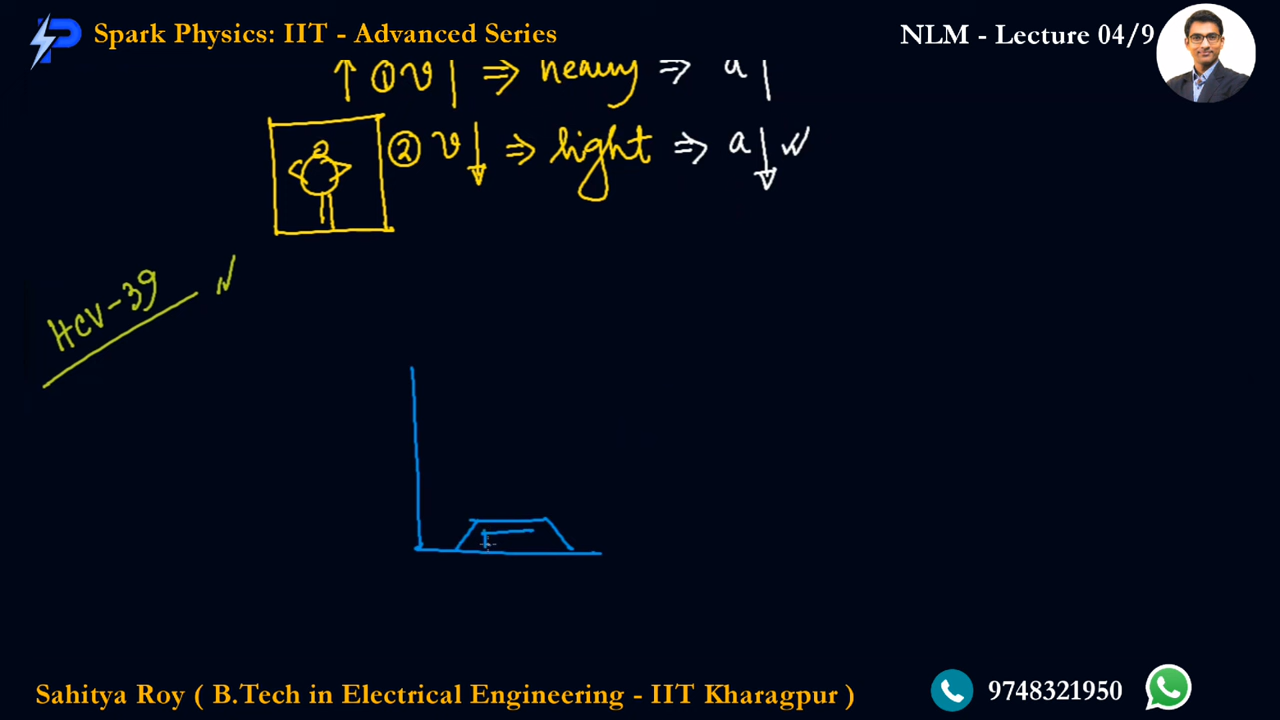 Spark Physics: IIT - Advanced Series
NLM - Lecture 04/9
↑ ① v | ⇒ heavy ⇒ a |
② v ↓ ⇒ light ⇒ a ↓ ✓
HCV-39 ✓
Sahitya Roy ( B.Tech in Electrical Engineering - IIT Kharagpur )
9748321950